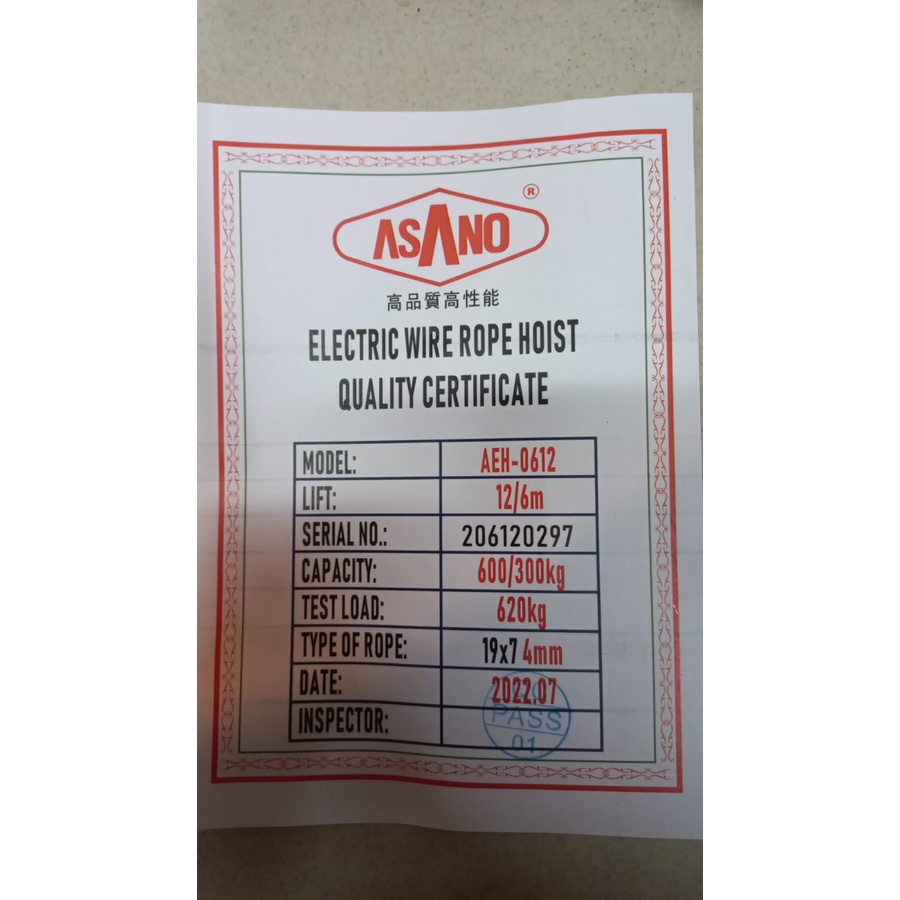 ASANO ®
高品質高性能
ELECTRIC WIRE ROPE HOIST
QUALITY CERTIFICATE
MODEL: AEH-0612
LIFT: 12/6m
SERIAL NO.: 206120297
CAPACITY: 600/300kg
TEST LOAD: 620kg
TYPE OF ROPE: 19x7 4mm
DATE: 2022.07
INSPECTOR:
PASS
01